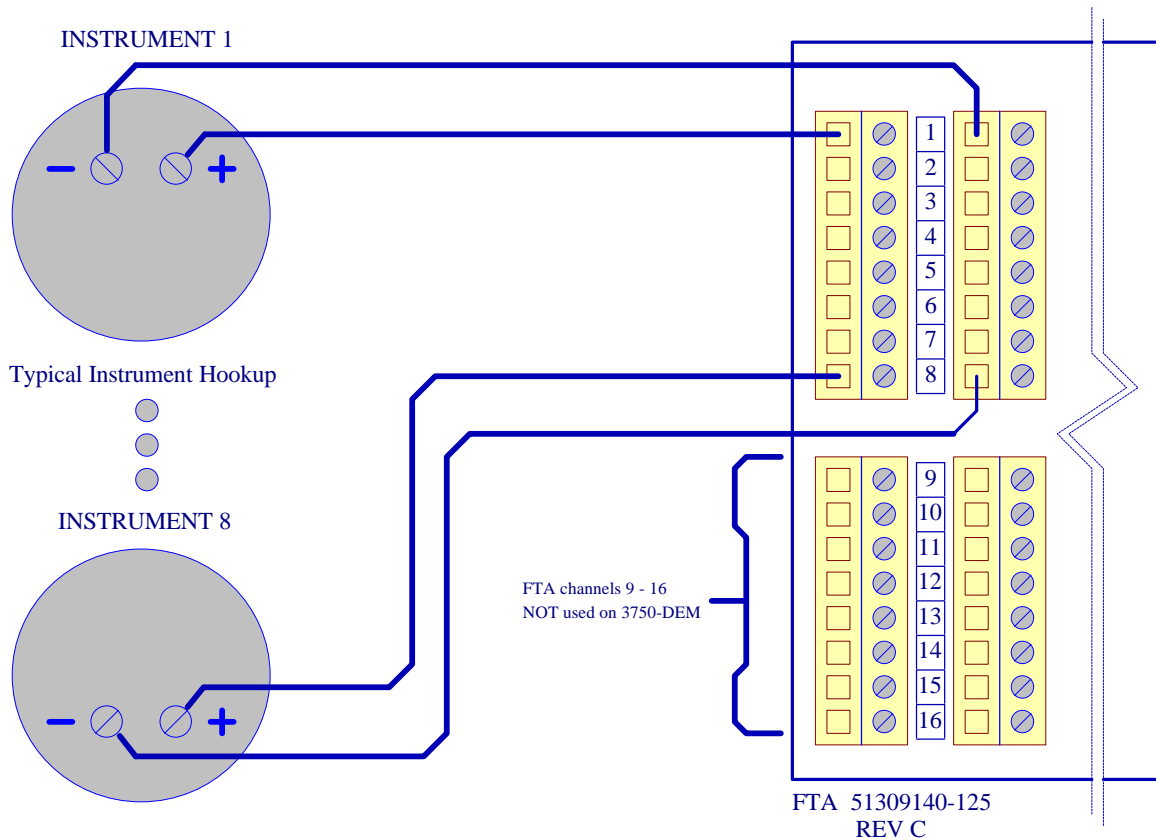 INSTRUMENT 1
- +
1
2
3
4
5
6
7
8
Typical Instrument Hookup
INSTRUMENT 8
- +
9
10
11
12
13
14
15
16
FTA channels 9 - 16
NOT used on 3750-DEM
FTA 51309140-125
REV C